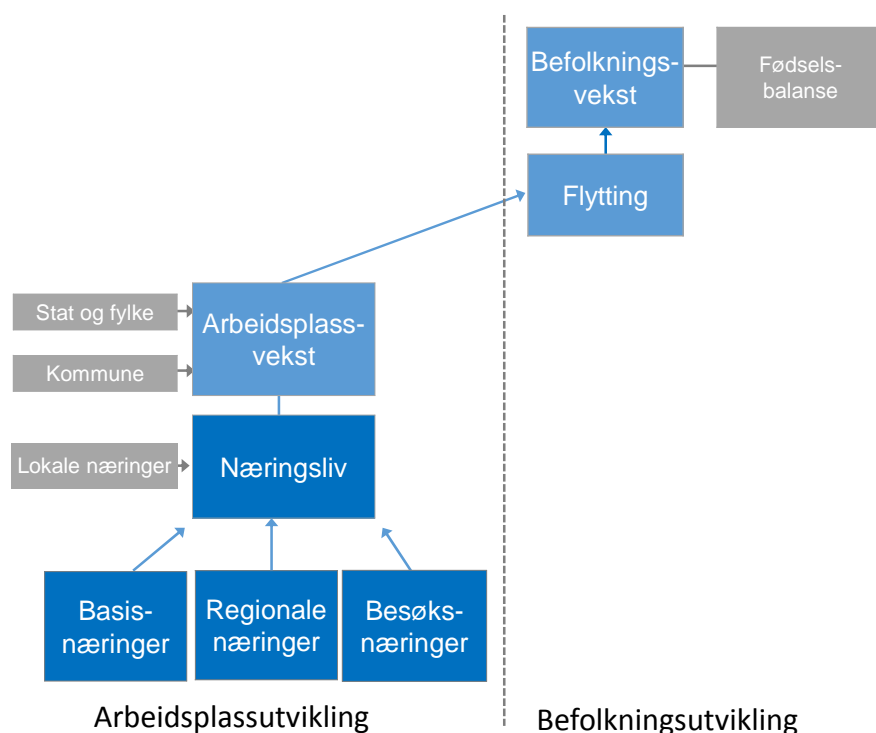 Befolknings-
vekst
Fødsels-
balanse
Flytting
Stat og fylke
Arbeidsplass-
vekst
Kommune
Lokale næringer
Næringsliv
Basis-
næringer
Regionale
næringer
Besøks-
næringer
Arbeidsplassutvikling
Befolkningsutvikling